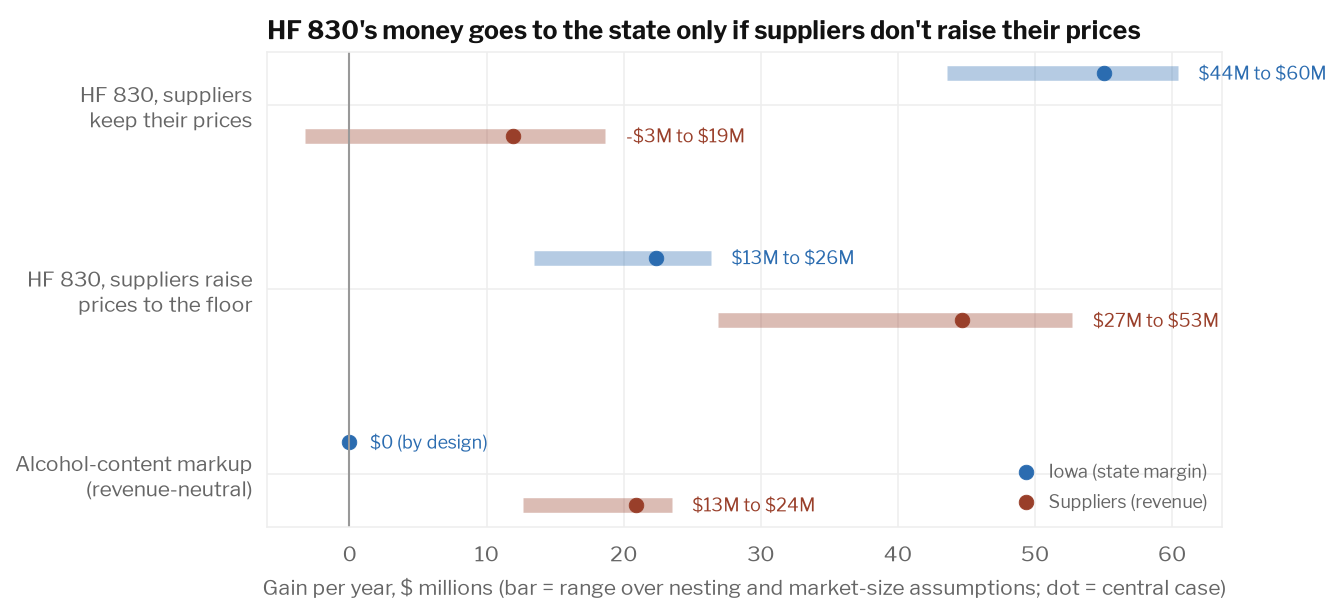 HF 830's money goes to the state only if suppliers don't raise their prices
HF 830, suppliers
keep their prices
$44M to $60M
-$3M to $19M
HF 830, suppliers raise
prices to the floor
$13M to $26M
$27M to $53M
Alcohol-content markup
(revenue-neutral)
$0 (by design)
$13M to $24M
Iowa (state margin)
Suppliers (revenue)
0 10 20 30 40 50 60
Gain per year, $ millions (bar = range over nesting and market-size assumptions; dot = central case)